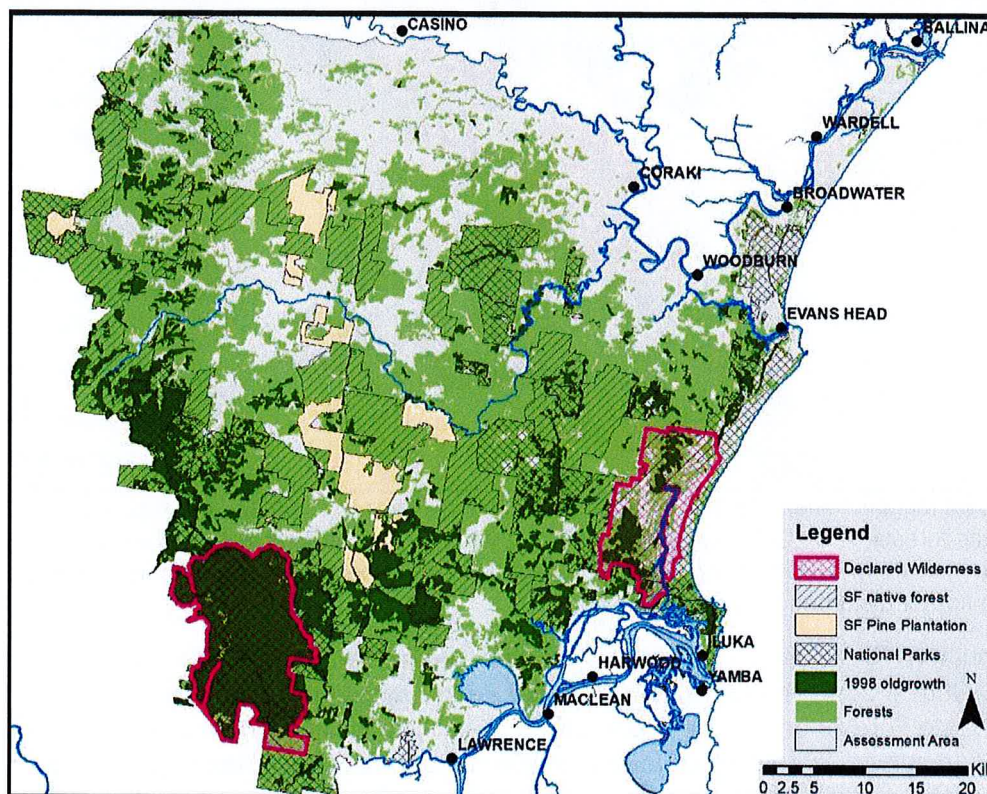 CASINO
BALLINA
WARDELL
CORAKI
BROADWATER
WOODBURN
EVANS HEAD
ILUKA
HARWOOD
YAMBA
MACLEAN
LAWRENCE
Legend
Declared Wilderness
SF native forest
SF Pine Plantation
National Parks
1998 oldgrowth
Forests
Assessment Area
N
Kil
0 2.5 5 10 15 20